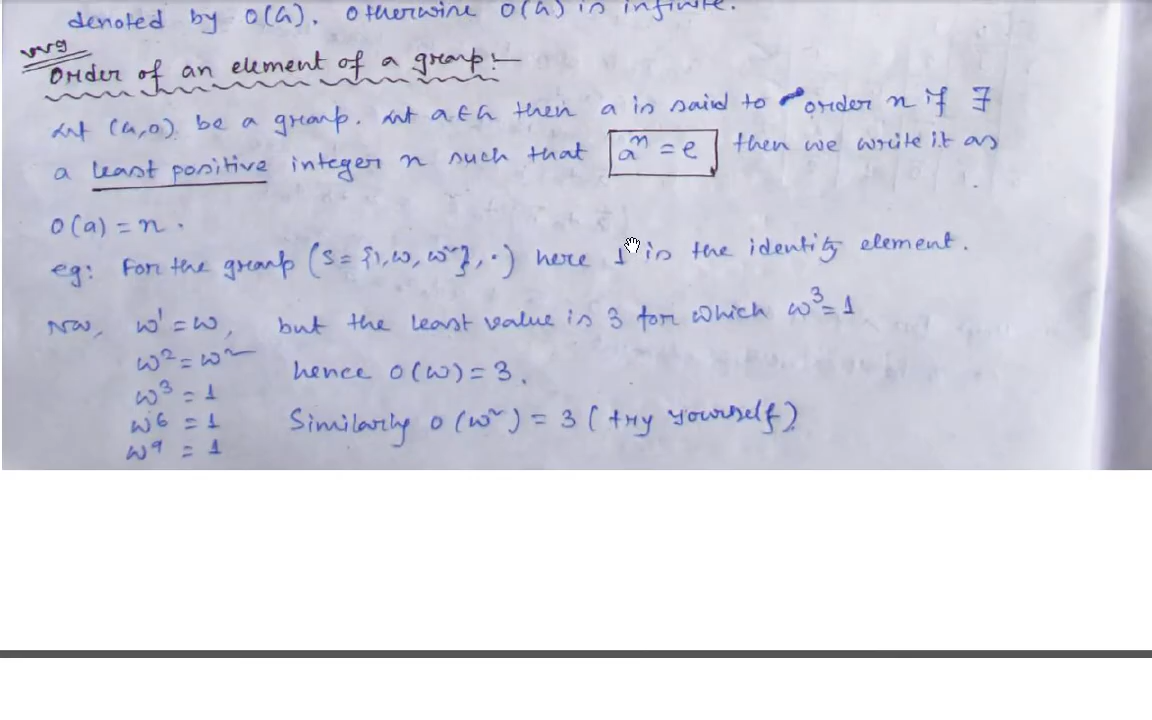 denoted by O(G). Otherwise O(G) is infinite.
Order of an element of a group:-
Let (G,o) be a group. Let a∈G then a is said to order n if ∃
a least positive integer n such that aⁿ = e then we write it as
O(a) = n.
eg: For the group (S = {1, ω, ω²}, ·) here 1 is the identity element.
Now, ω¹ = ω, but the least value is 3 for which ω³ = 1
ω² = ω²
hence O(ω) = 3.
ω³ = 1
ω⁶ = 1 Similarly O(ω²) = 3 (try yourself)
ω⁹ = 1